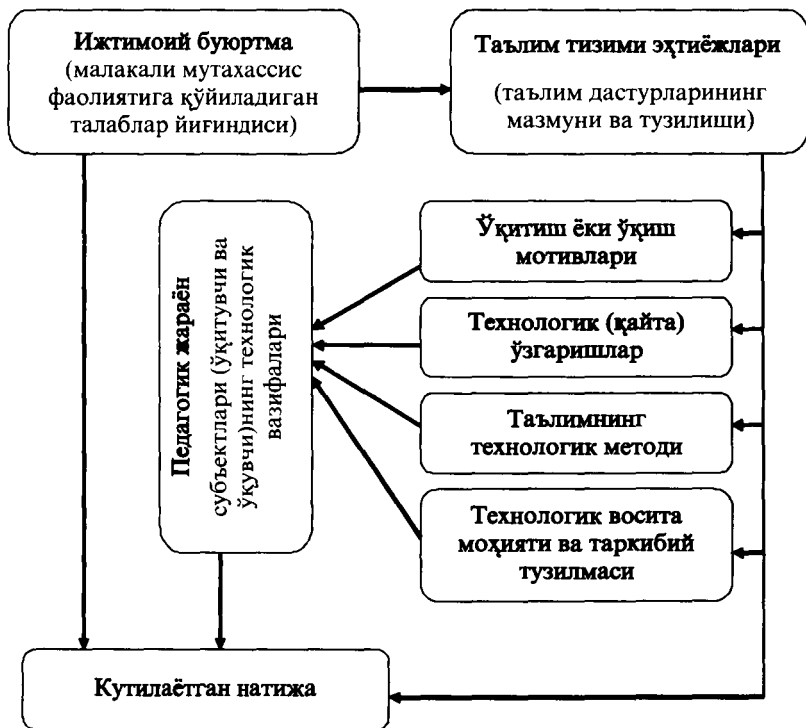 Ижтимоий буюртма
(малакали мутахассис
фаолиятига қўйиладиган
талаблар йиғиндиси)
Таълим тизими эҳтиёжлари
(таълим дастурларининг
мазмуни ва тузилиши)
Педагогик жараён
субъектлари (ўқитувчи ва
ўқувчи)нинг технологик
вазифалари
Ўқитиш ёки ўқиш
мотивлари
Технологик (қайта)
ўзгаришлар
Таълимнинг
технологик методи
Технологик восита
моҳияти ва таркибий
тузилмаси
Кутилаётган натижа